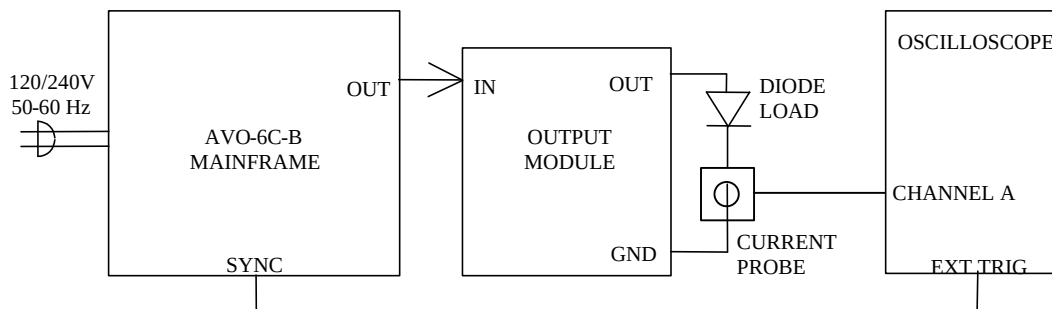 120/240V
50-60 Hz
AVO-6C-B
MAINFRAME
OUT
SYNC
IN
OUTPUT
MODULE
OUT
GND
DIODE
LOAD
CURRENT
PROBE
OSCILLOSCOPE
CHANNEL A
EXT TRIG